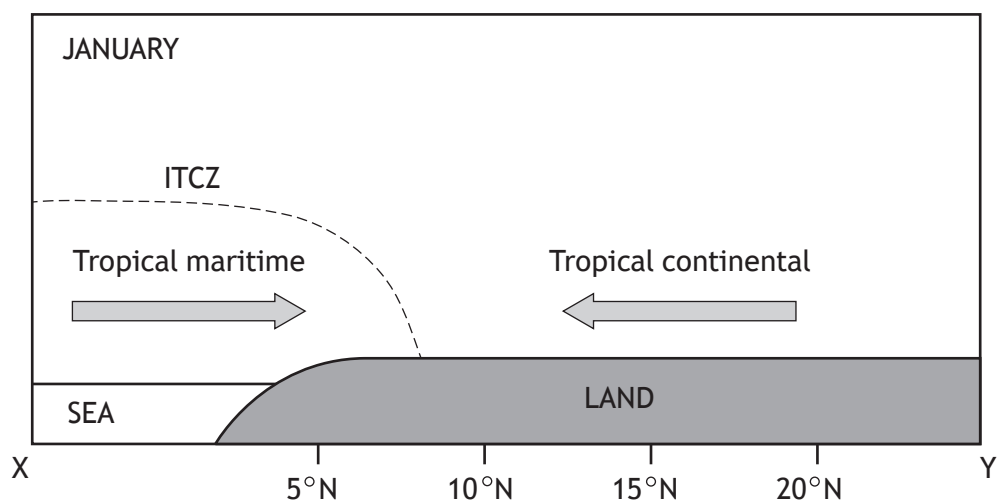 JANUARY
ITCZ
Tropical maritime
Tropical continental
LAND
SEA
X
Y
5°N
10°N
15°N
20°N